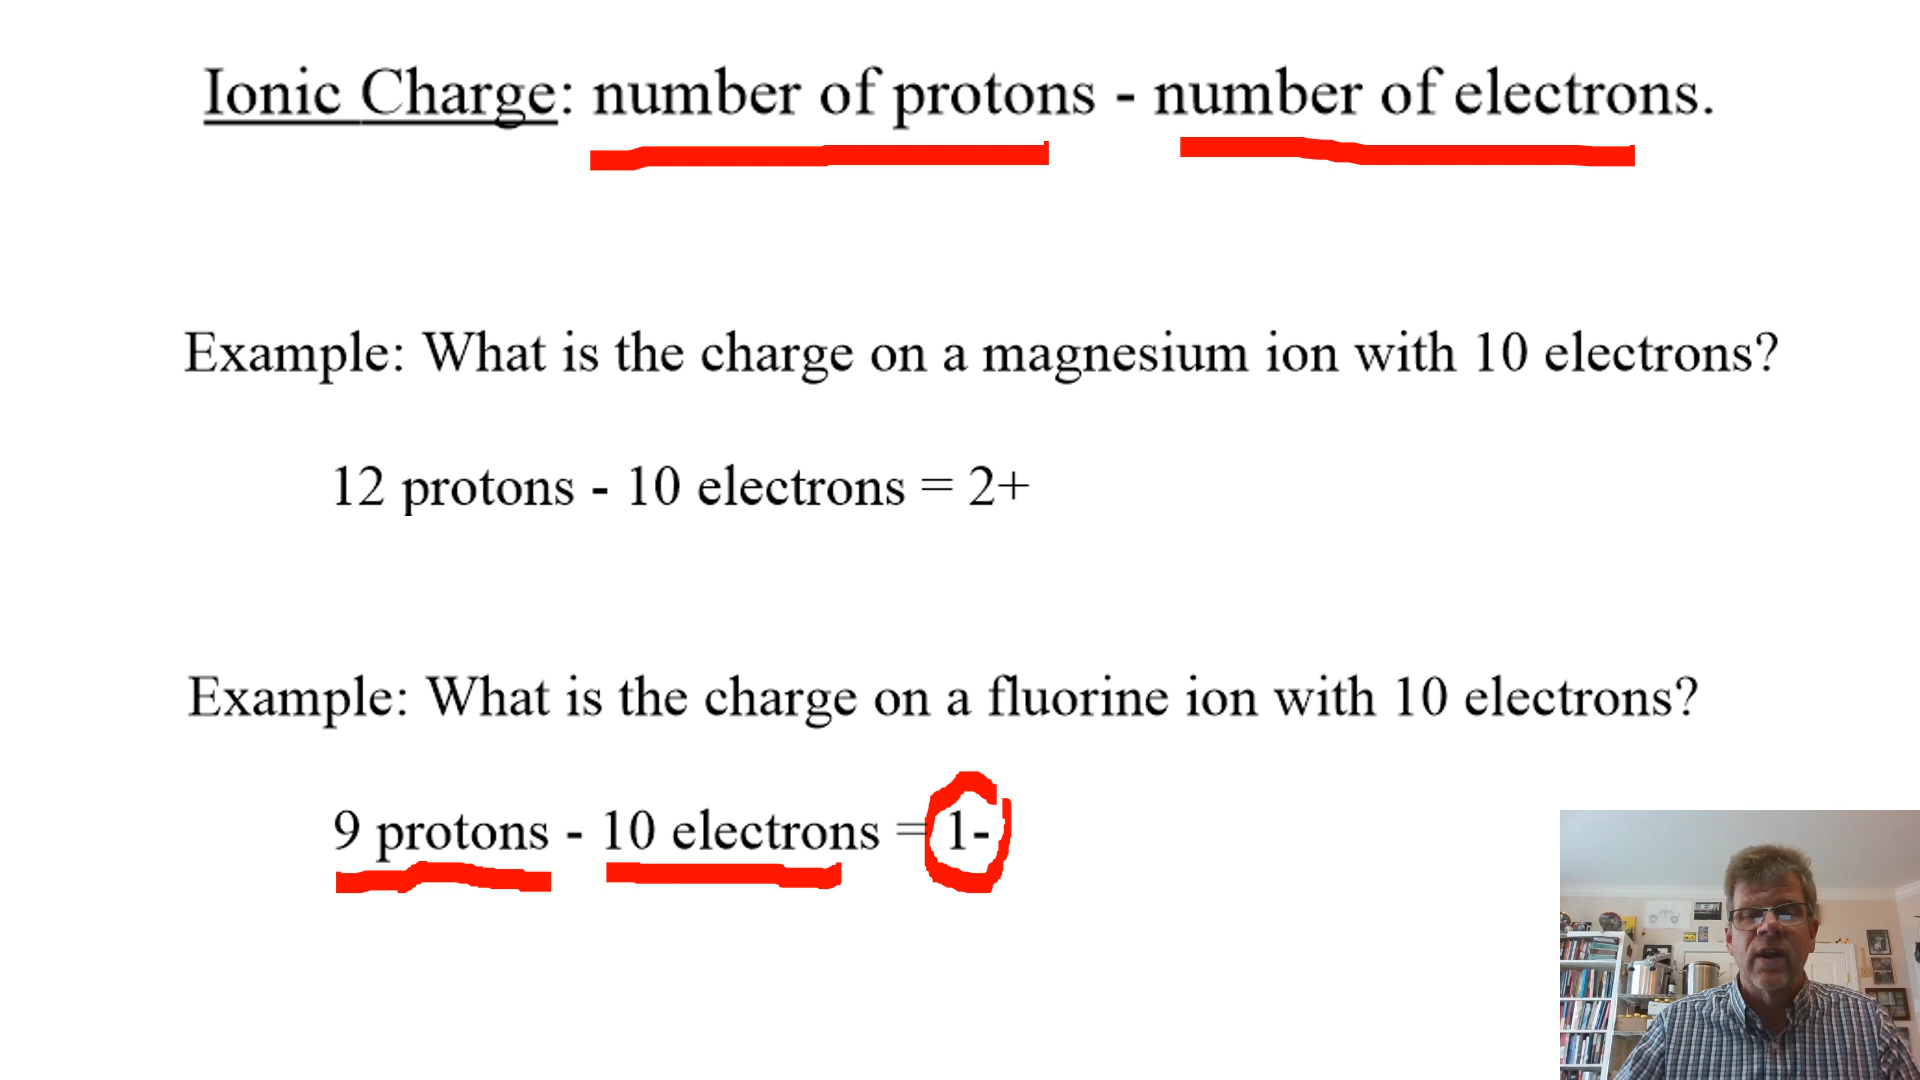 Ionic Charge: number of protons - number of electrons.
Example: What is the charge on a magnesium ion with 10 electrons?
12 protons - 10 electrons = 2+
Example: What is the charge on a fluorine ion with 10 electrons?
9 protons - 10 electrons = 1-